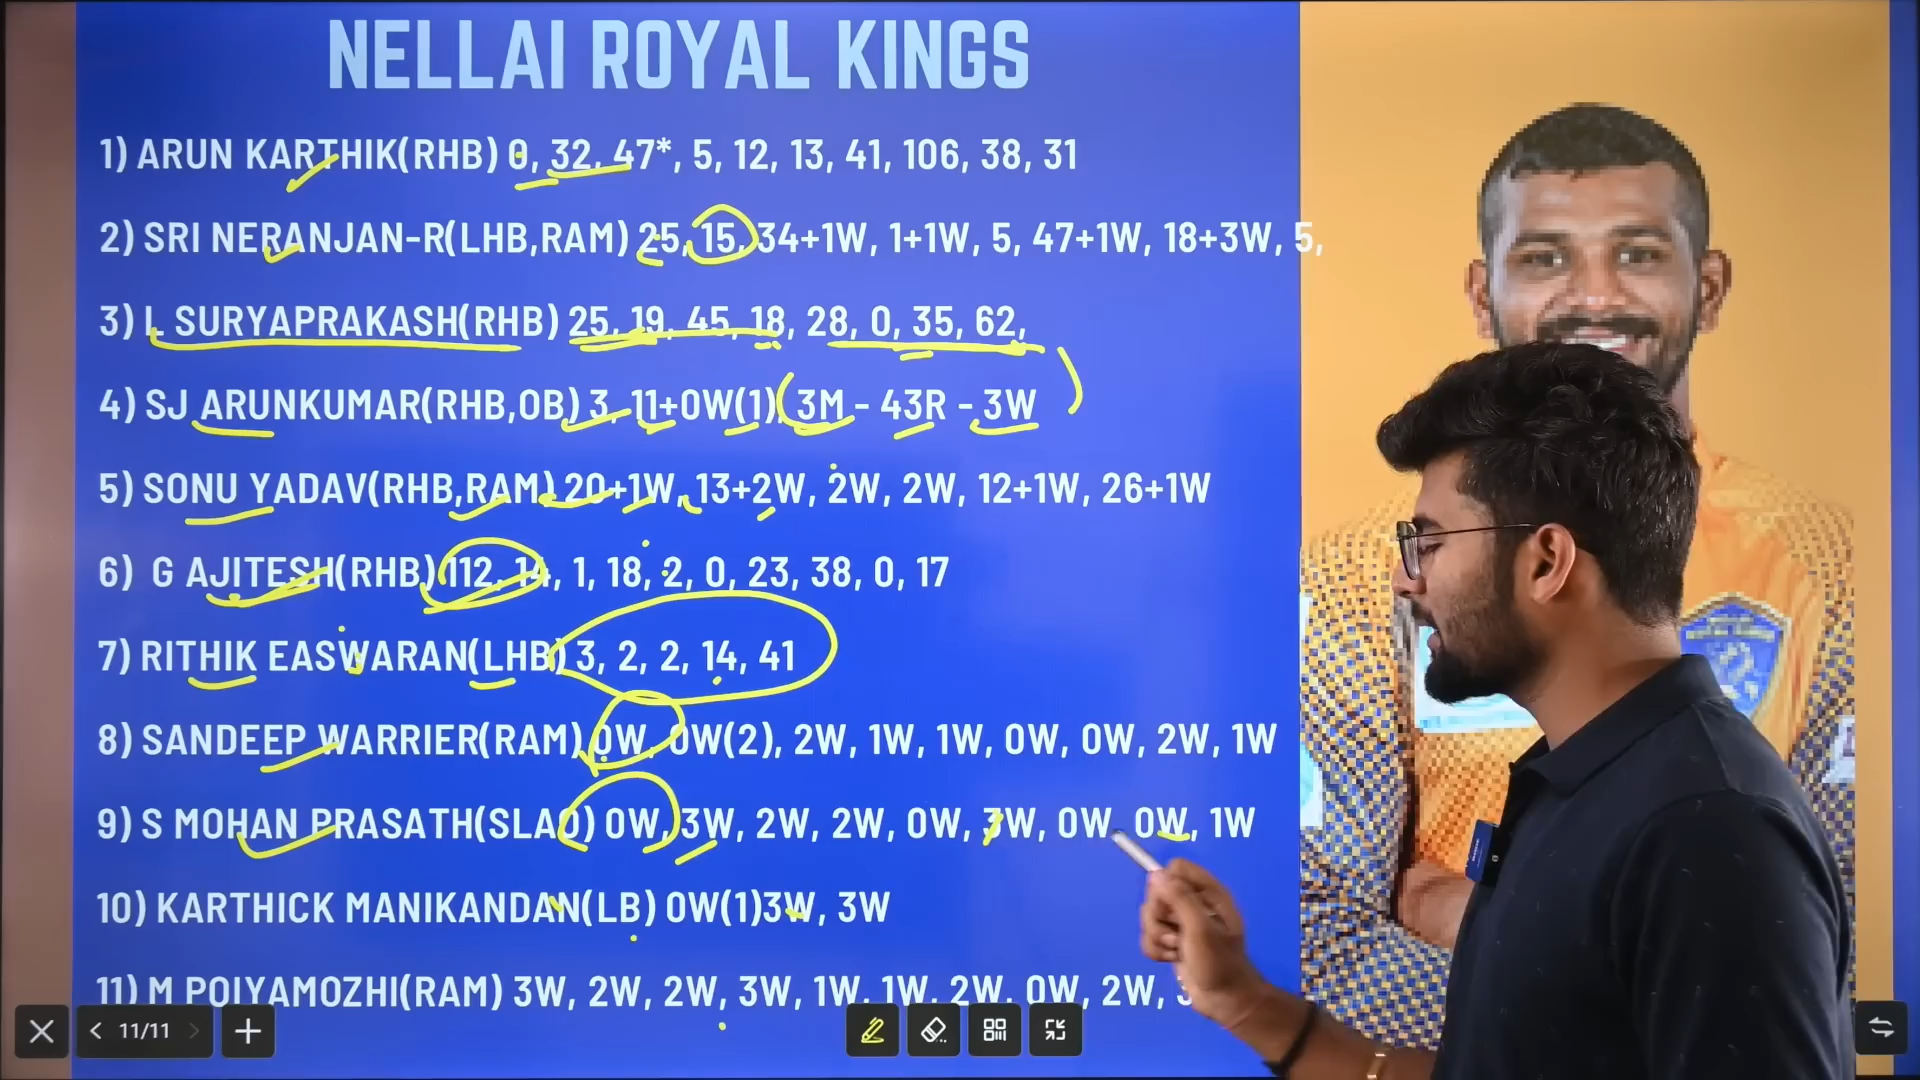 NELLAI ROYAL KINGS
1) ARUN KARTHIK(RHB) 0, 32, 47*, 5, 12, 13, 41, 106, 38, 31
2) SRI NERANJAN-R(LHB,RAM) 25, 15, 34+1W, 1+1W, 5, 47+1W, 18+3W, 5,
3) L SURYAPRAKASH(RHB) 25, 19, 45, 18, 28, 0, 35, 62,
4) SJ ARUNKUMAR(RHB,OB) 3, 11+0W(1), 3M - 43R - 3W
5) SONU YADAV(RHB,RAM) 20+1W, 13+2W, 2W, 2W, 12+1W, 26+1W
6) G AJITESH(RHB) 112, 14, 1, 18, 2, 0, 23, 38, 0, 17
7) RITHIK EASWARAN(LHB) 3, 2, 2, 14, 41
8) SANDEEP WARRIER(RAM) 0W, 0W(2), 2W, 1W, 1W, 0W, 0W, 2W, 1W
9) S MOHAN PRASATH(SLAO) 0W, 3W, 2W, 2W, 0W, 3W, 0W, 0W, 1W
10) KARTHICK MANIKANDAN(LB) 0W(1)3W, 3W
11) M POIYAMOZHI(RAM) 3W, 2W, 2W, 3W, 1W, 1W, 2W, 0W, 2W,
11/11